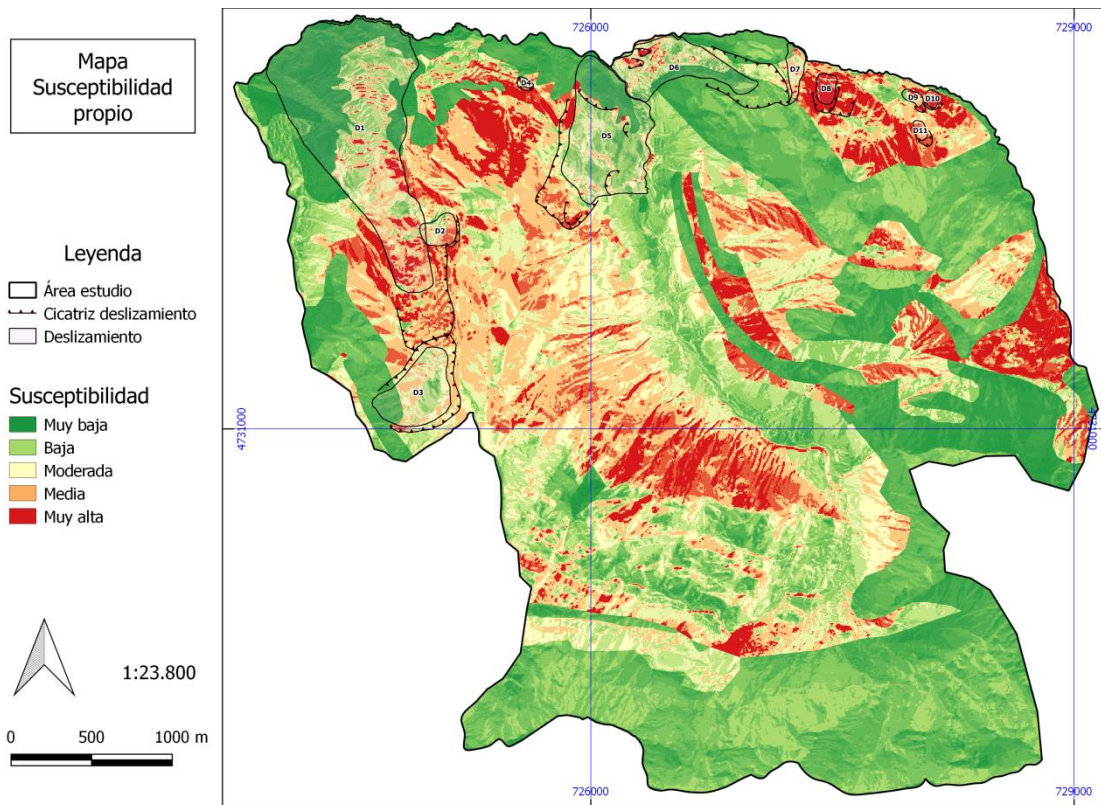 Mapa
Susceptibilidad
propio
Leyenda
Área estudio
Cicatriz deslizamiento
Deslizamiento
Susceptibilidad
Muy baja
Baja
Moderada
Media
Muy alta
1:23.800
0 500 1000 m
726000 729000
D1
D2
D3
D4
D5
D6
D7
D8
D9
D10
D11
4731000 4731000
726000 729000